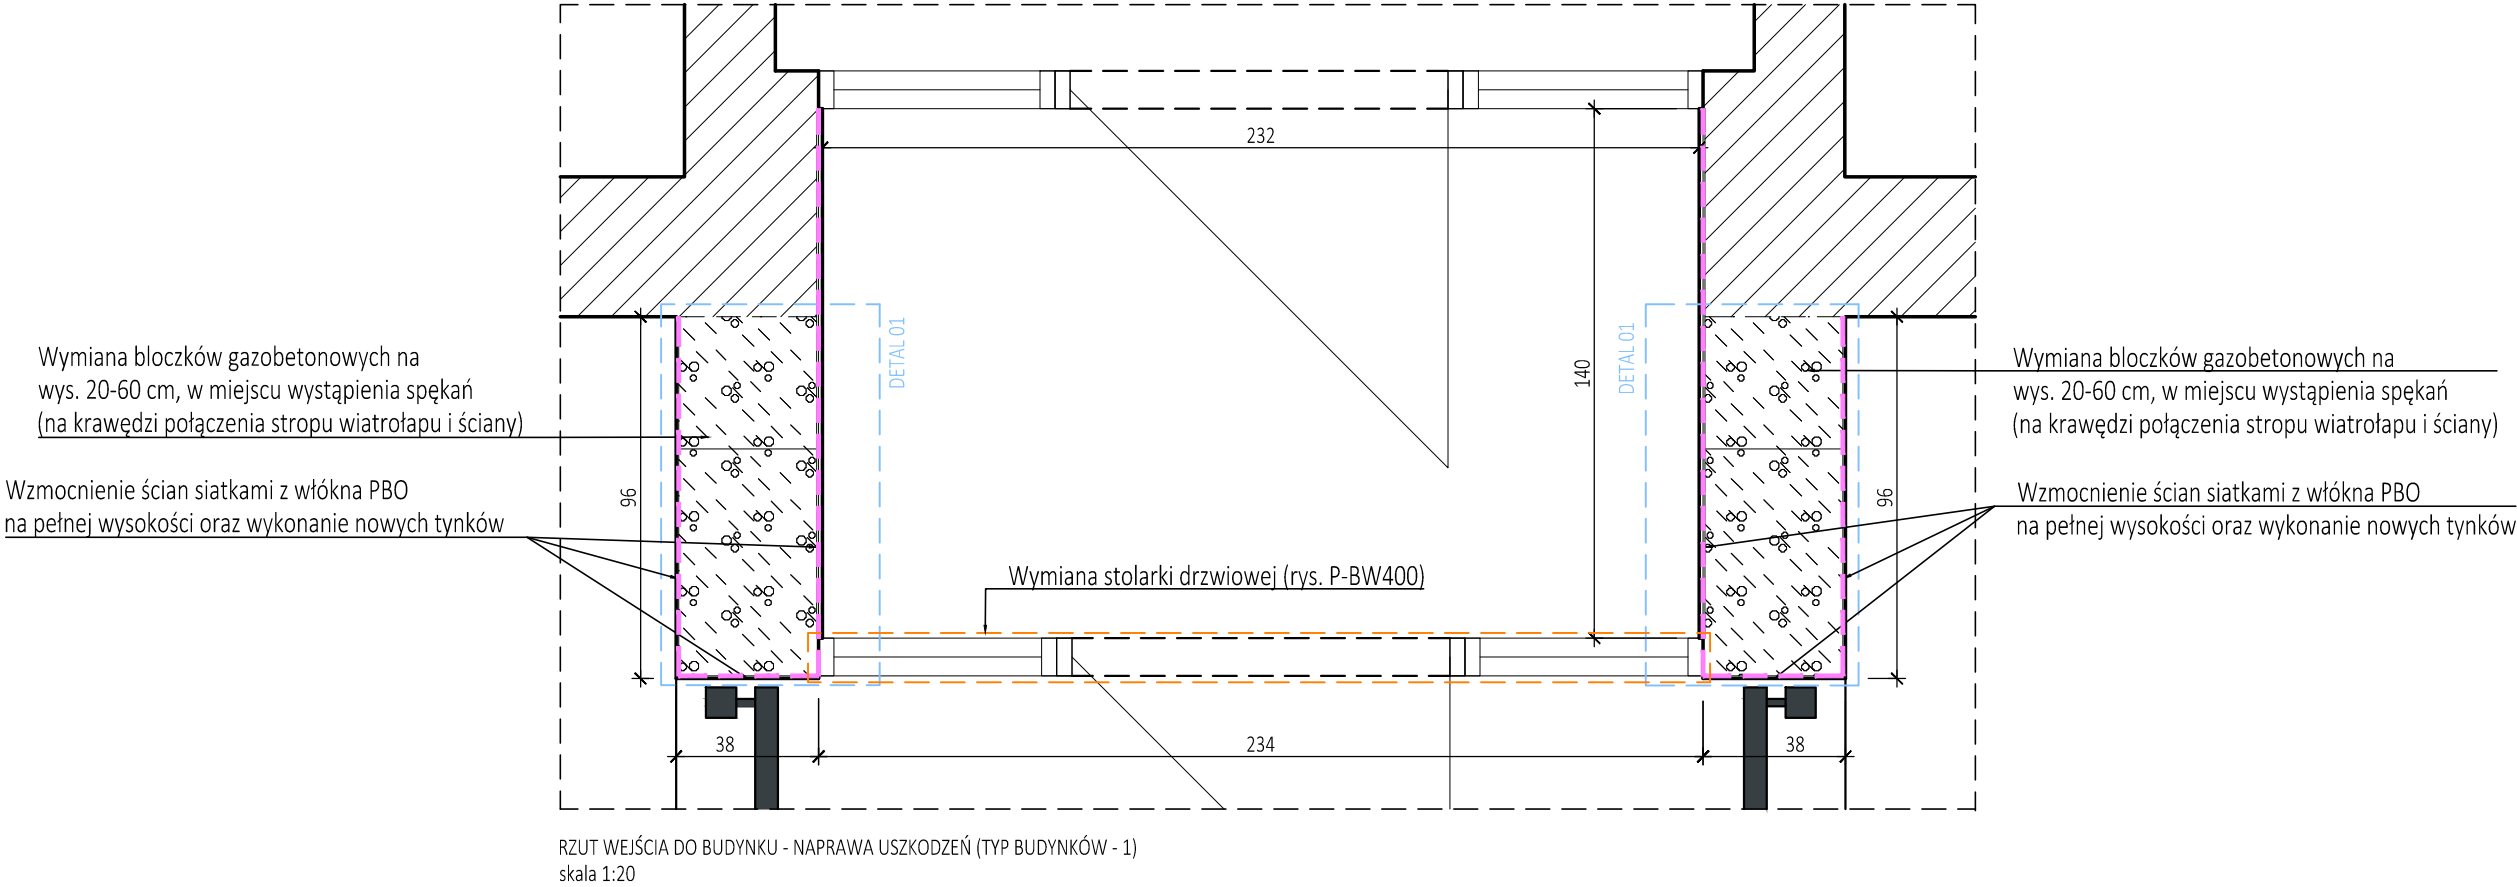 232
DETAL 01
DETAL 01
140
Wymiana bloczków gazobetonowych na
wys. 20-60 cm, w miejscu wystąpienia spękań
(na krawędzi połączenia stropu wiatrołapu i ściany)
Wymiana bloczków gazobetonowych na
wys. 20-60 cm, w miejscu wystąpienia spękań
(na krawędzi połączenia stropu wiatrołapu i ściany)
96
96
Wzmocnienie ścian siatkami z włókna PBO
na pełnej wysokości oraz wykonanie nowych tynków
Wzmocnienie ścian siatkami z włókna PBO
na pełnej wysokości oraz wykonanie nowych tynków
Wymiana stolarki drzwiowej (rys. P-BW400)
38
234
38
RZUT WEJŚCIA DO BUDYNKU - NAPRAWA USZKODZEŃ (TYP BUDYNKÓW - 1)
skala 1:20